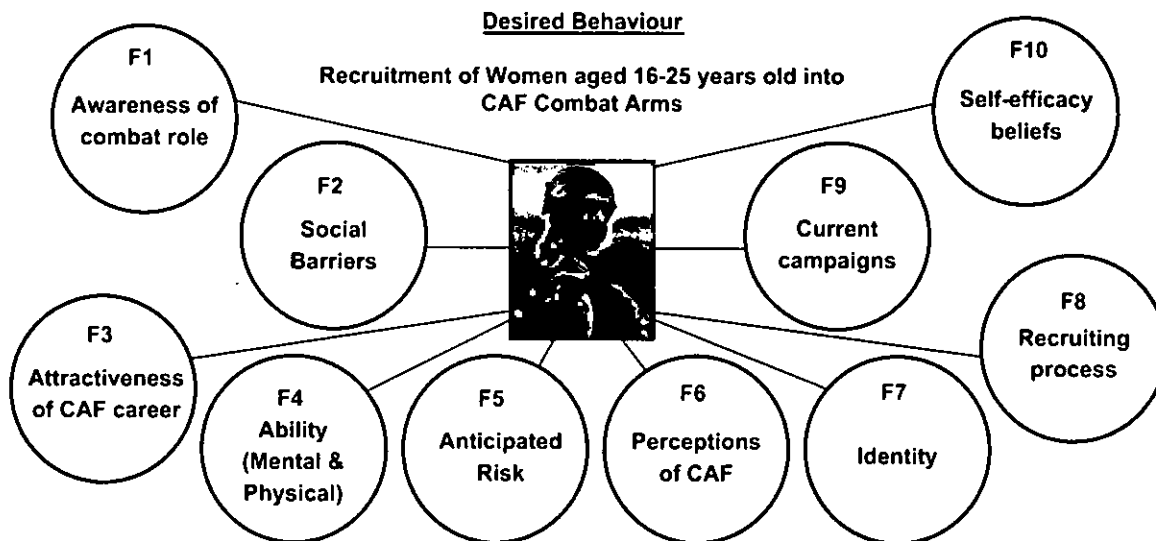 Desired Behaviour
Recruitment of Women aged 16-25 years old into
CAF Combat Arms
F1
Awareness of
combat role
F2
Social
Barriers
F3
Attractiveness
of CAF career
F4
Ability
(Mental &
Physical)
F5
Anticipated
Risk
F6
Perceptions
of CAF
F7
Identity
F8
Recruiting
process
F9
Current
campaigns
F10
Self-efficacy
beliefs